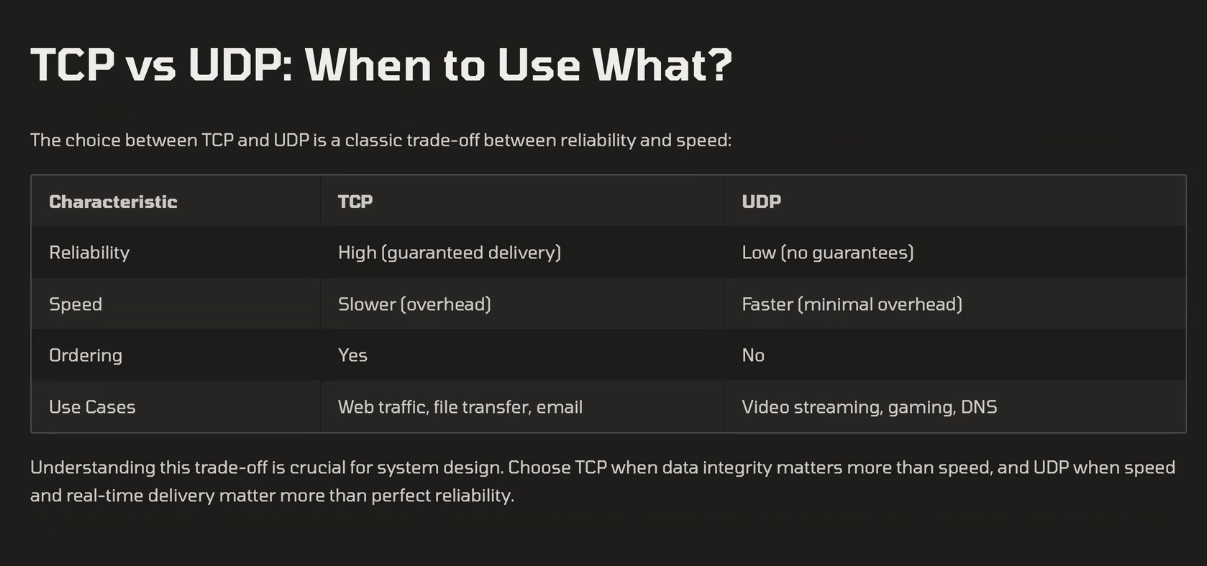 TCP vs UDP: When to Use What?
The choice between TCP and UDP is a classic trade-off between reliability and speed:
Characteristic TCP UDP
Reliability High (guaranteed delivery) Low (no guarantees)
Speed Slower (overhead) Faster (minimal overhead)
Ordering Yes No
Use Cases Web traffic, file transfer, email Video streaming, gaming, DNS
Understanding this trade-off is crucial for system design. Choose TCP when data integrity matters more than speed, and UDP when speed
and real-time delivery matter more than perfect reliability.